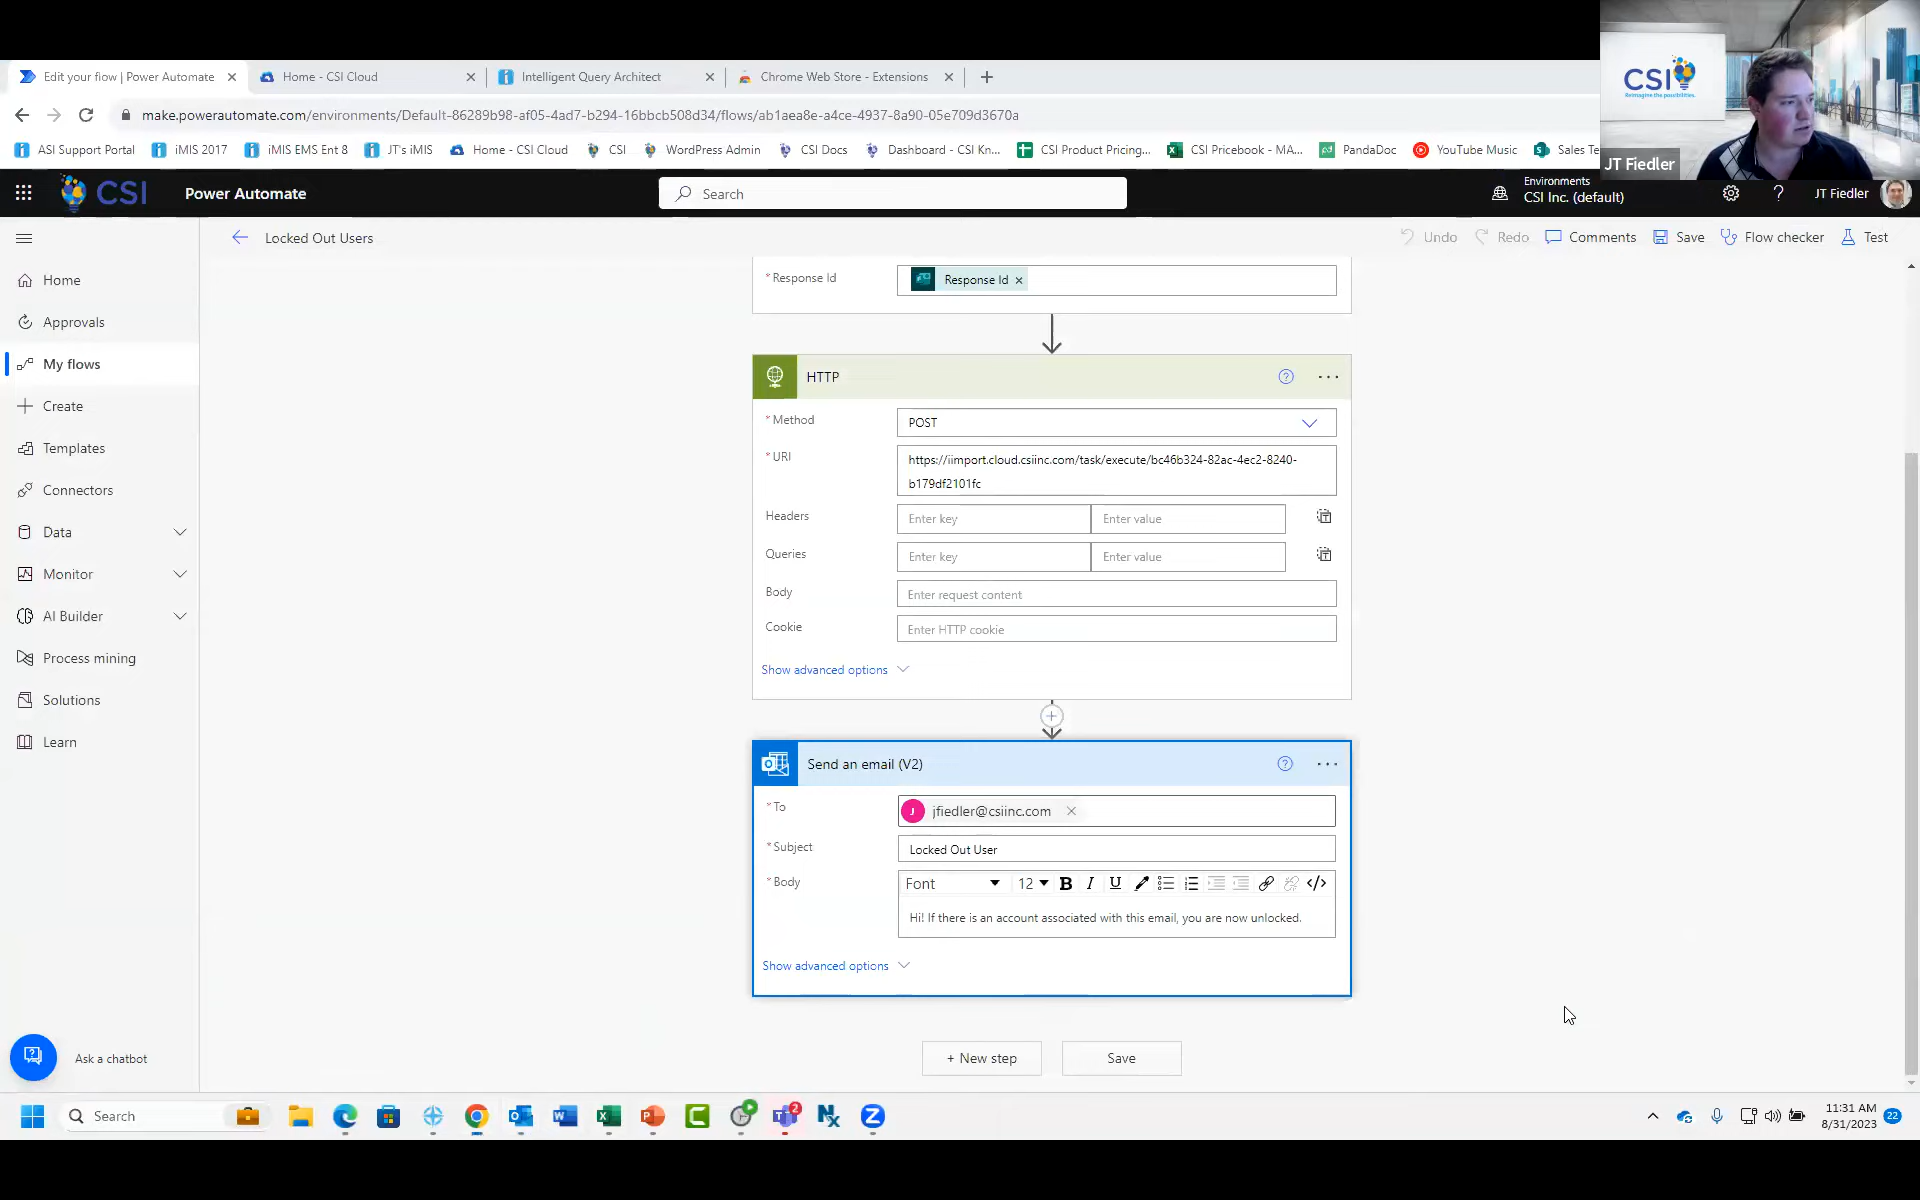 Edit your flow | Power Automate
Home - CSI Cloud
Intelligent Query Architect
Chrome Web Store - Extensions
make.powerautomate.com/environments/Default-86289b98-af05-4ad7-b294-16bbcb508d34/flows/ab1aea8e-a4ce-4937-8a90-05e709d3670a
ASI Support Portal
iMIS 2017
iMIS EMS Ent 8
JT's iMIS
Home - CSI Cloud
CSI
WordPress Admin
CSI Docs
Dashboard - CSI Kn...
CSI Product Pricing...
CSI Pricebook - MA...
PandaDoc
YouTube Music
Sales Te
CSI
Reimagine the possibilities.
JT Fiedler
CSI
Power Automate
Search
Environments
CSI Inc. (default)
?
JT Fiedler
Locked Out Users
Undo
Redo
Comments
Save
Flow checker
Test
Home
Approvals
My flows
Create
Templates
Connectors
Data
Monitor
AI Builder
Process mining
Solutions
Learn
Ask a chatbot
* Response Id
Response Id
HTTP
* Method
POST
* URI
https://iimport.cloud.csiinc.com/task/execute/bc46b324-82ac-4ec2-8240-
b179df2101fc
Headers
Enter key
Enter value
Queries
Enter key
Enter value
Body
Enter request content
Cookie
Enter HTTP cookie
Show advanced options
Send an email (V2)
* To
J
jfiedler@csiinc.com
* Subject
Locked Out User
* Body
Font
12
B I U
Hi! If there is an account associated with this email, you are now unlocked.
Show advanced options
+ New step
Save
Search
2
11:31 AM
8/31/2023
22